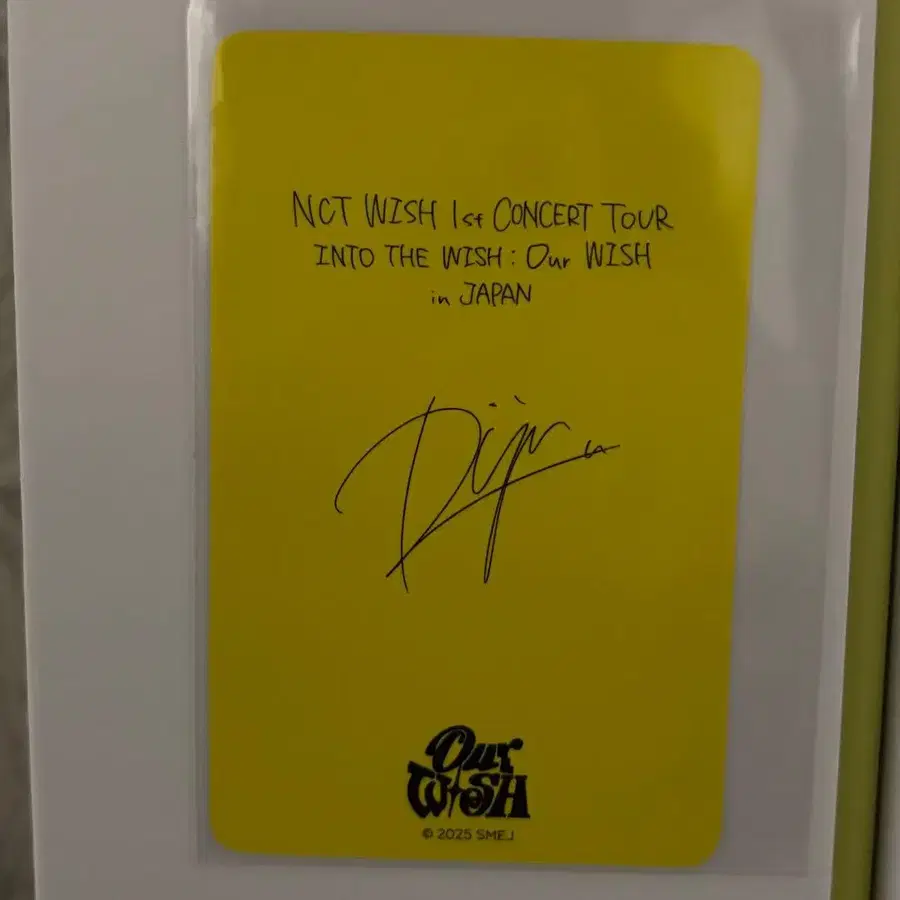 NCT WISH 1st CONCERT TOUR
INTO THE WISH : Our WISH
in JAPAN
Our
WISH
© 2025 SMEJ